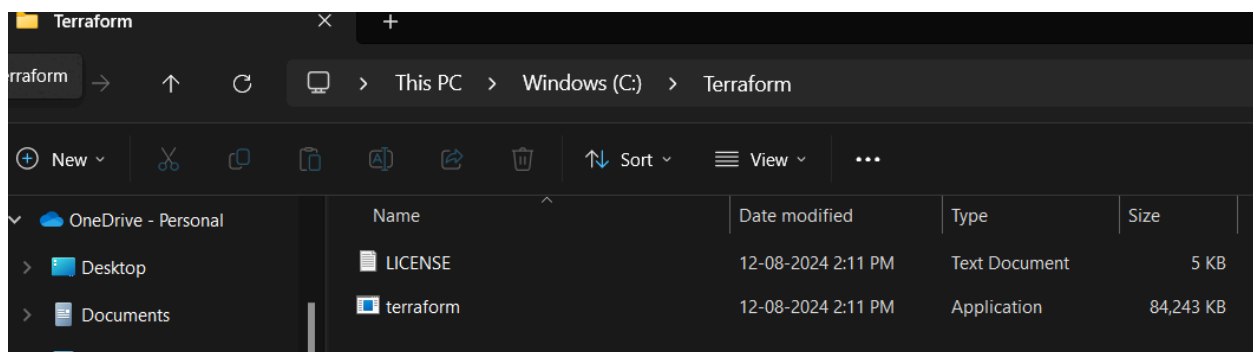 Terraform
rraform
This PC > Windows (C:) > Terraform
New
Sort
View
OneDrive - Personal
Name Date modified Type Size
Desktop
LICENSE 12-08-2024 2:11 PM Text Document 5 KB
Documents
terraform 12-08-2024 2:11 PM Application 84,243 KB